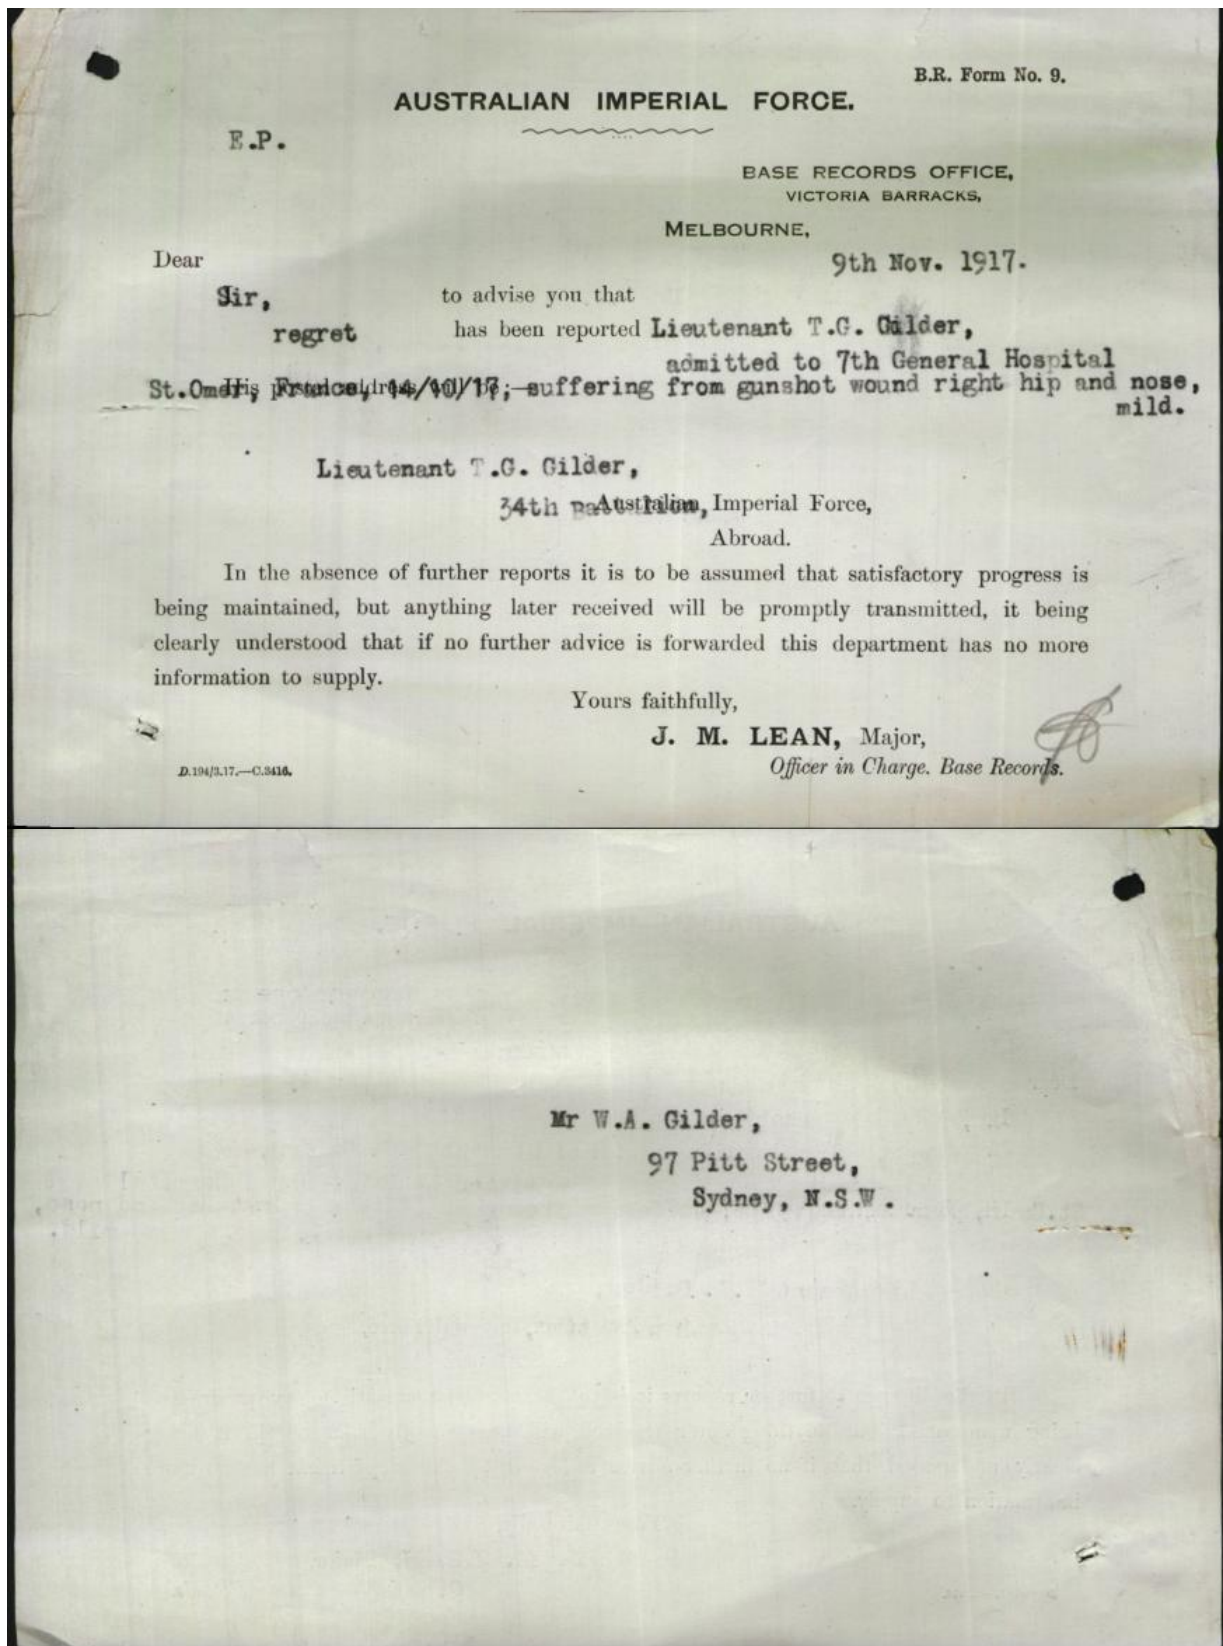 B.R. Form No. 9.
AUSTRALIAN IMPERIAL FORCE.
E.P.
BASE RECORDS OFFICE,
VICTORIA BARRACKS,
MELBOURNE,
9th Nov. 1917.
Dear
Sir,
to advise you that
regret has been reported Lieutenant T.G. Gilder,
admitted to 7th General Hospital
St.Omer, France, 14/10/17; suffering from gunshot wound right hip and nose,
mild.
His postal address will be—
Lieutenant T.G. Gilder,
34th Battalion,
Australian Imperial Force,
Abroad.
In the absence of further reports it is to be assumed that satisfactory progress is
being maintained, but anything later received will be promptly transmitted, it being
clearly understood that if no further advice is forwarded this department has no more
information to supply.
Yours faithfully,
J. M. LEAN, Major,
Officer in Charge. Base Records.
D.194/3.17.—C.3416.
Mr W.A. Gilder,
97 Pitt Street,
Sydney, N.S.W.